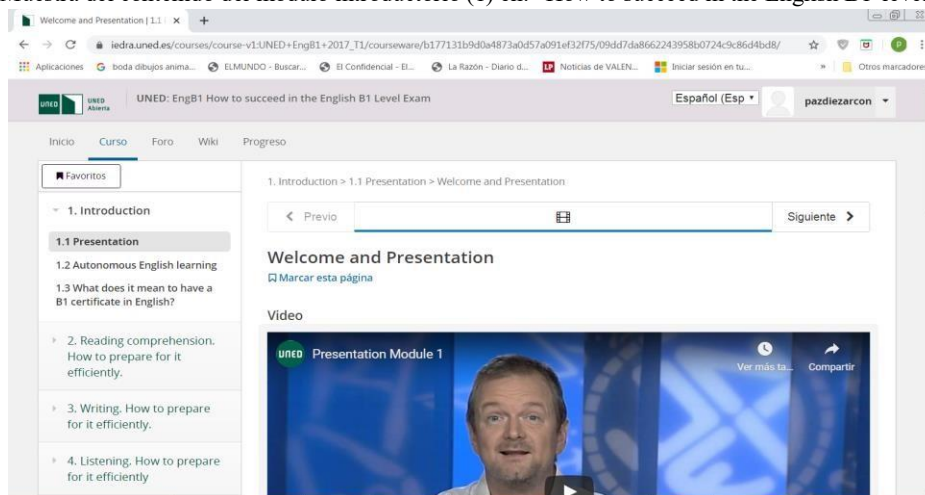 Welcome and Presentation | 1.1
iedra.uned.es/courses/course-v1:UNED+EngB1+2017_T1/courseware/b177131b9d0a4873a0d57a091ef32f75/09dd7da8662243958b0724c9c86d4bd8/
Aplicaciones boda dibujos anima... ELMUNDO - Buscar... El Confidencial - El... La Razón - Diario d... LP Noticias de VALEN... Iniciar sesión en tu... » Otros marcadores
UNED UNED Abierta UNED: EngB1 How to succeed in the English B1 Level Exam Español (Esp pazdiezarcon
Inicio Curso Foro Wiki Progreso
Favoritos
1. Introduction
1.1 Presentation
1.2 Autonomous English learning
1.3 What does it mean to have a
B1 certificate in English?
2. Reading comprehension.
How to prepare for it
efficiently.
3. Writing. How to prepare
for it efficiently.
4. Listening. How to prepare
for it efficiently
1. Introduction > 1.1 Presentation > Welcome and Presentation
Previo Siguiente
Welcome and Presentation
Marcar esta página
Video
UNED Presentation Module 1
Ver más ta... Compartir